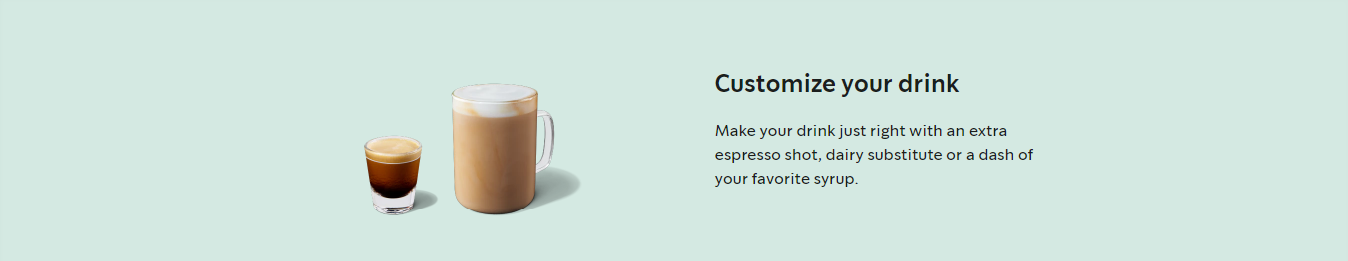 Customize your drink
Make your drink just right with an extra
espresso shot, dairy substitute or a dash of
your favorite syrup.